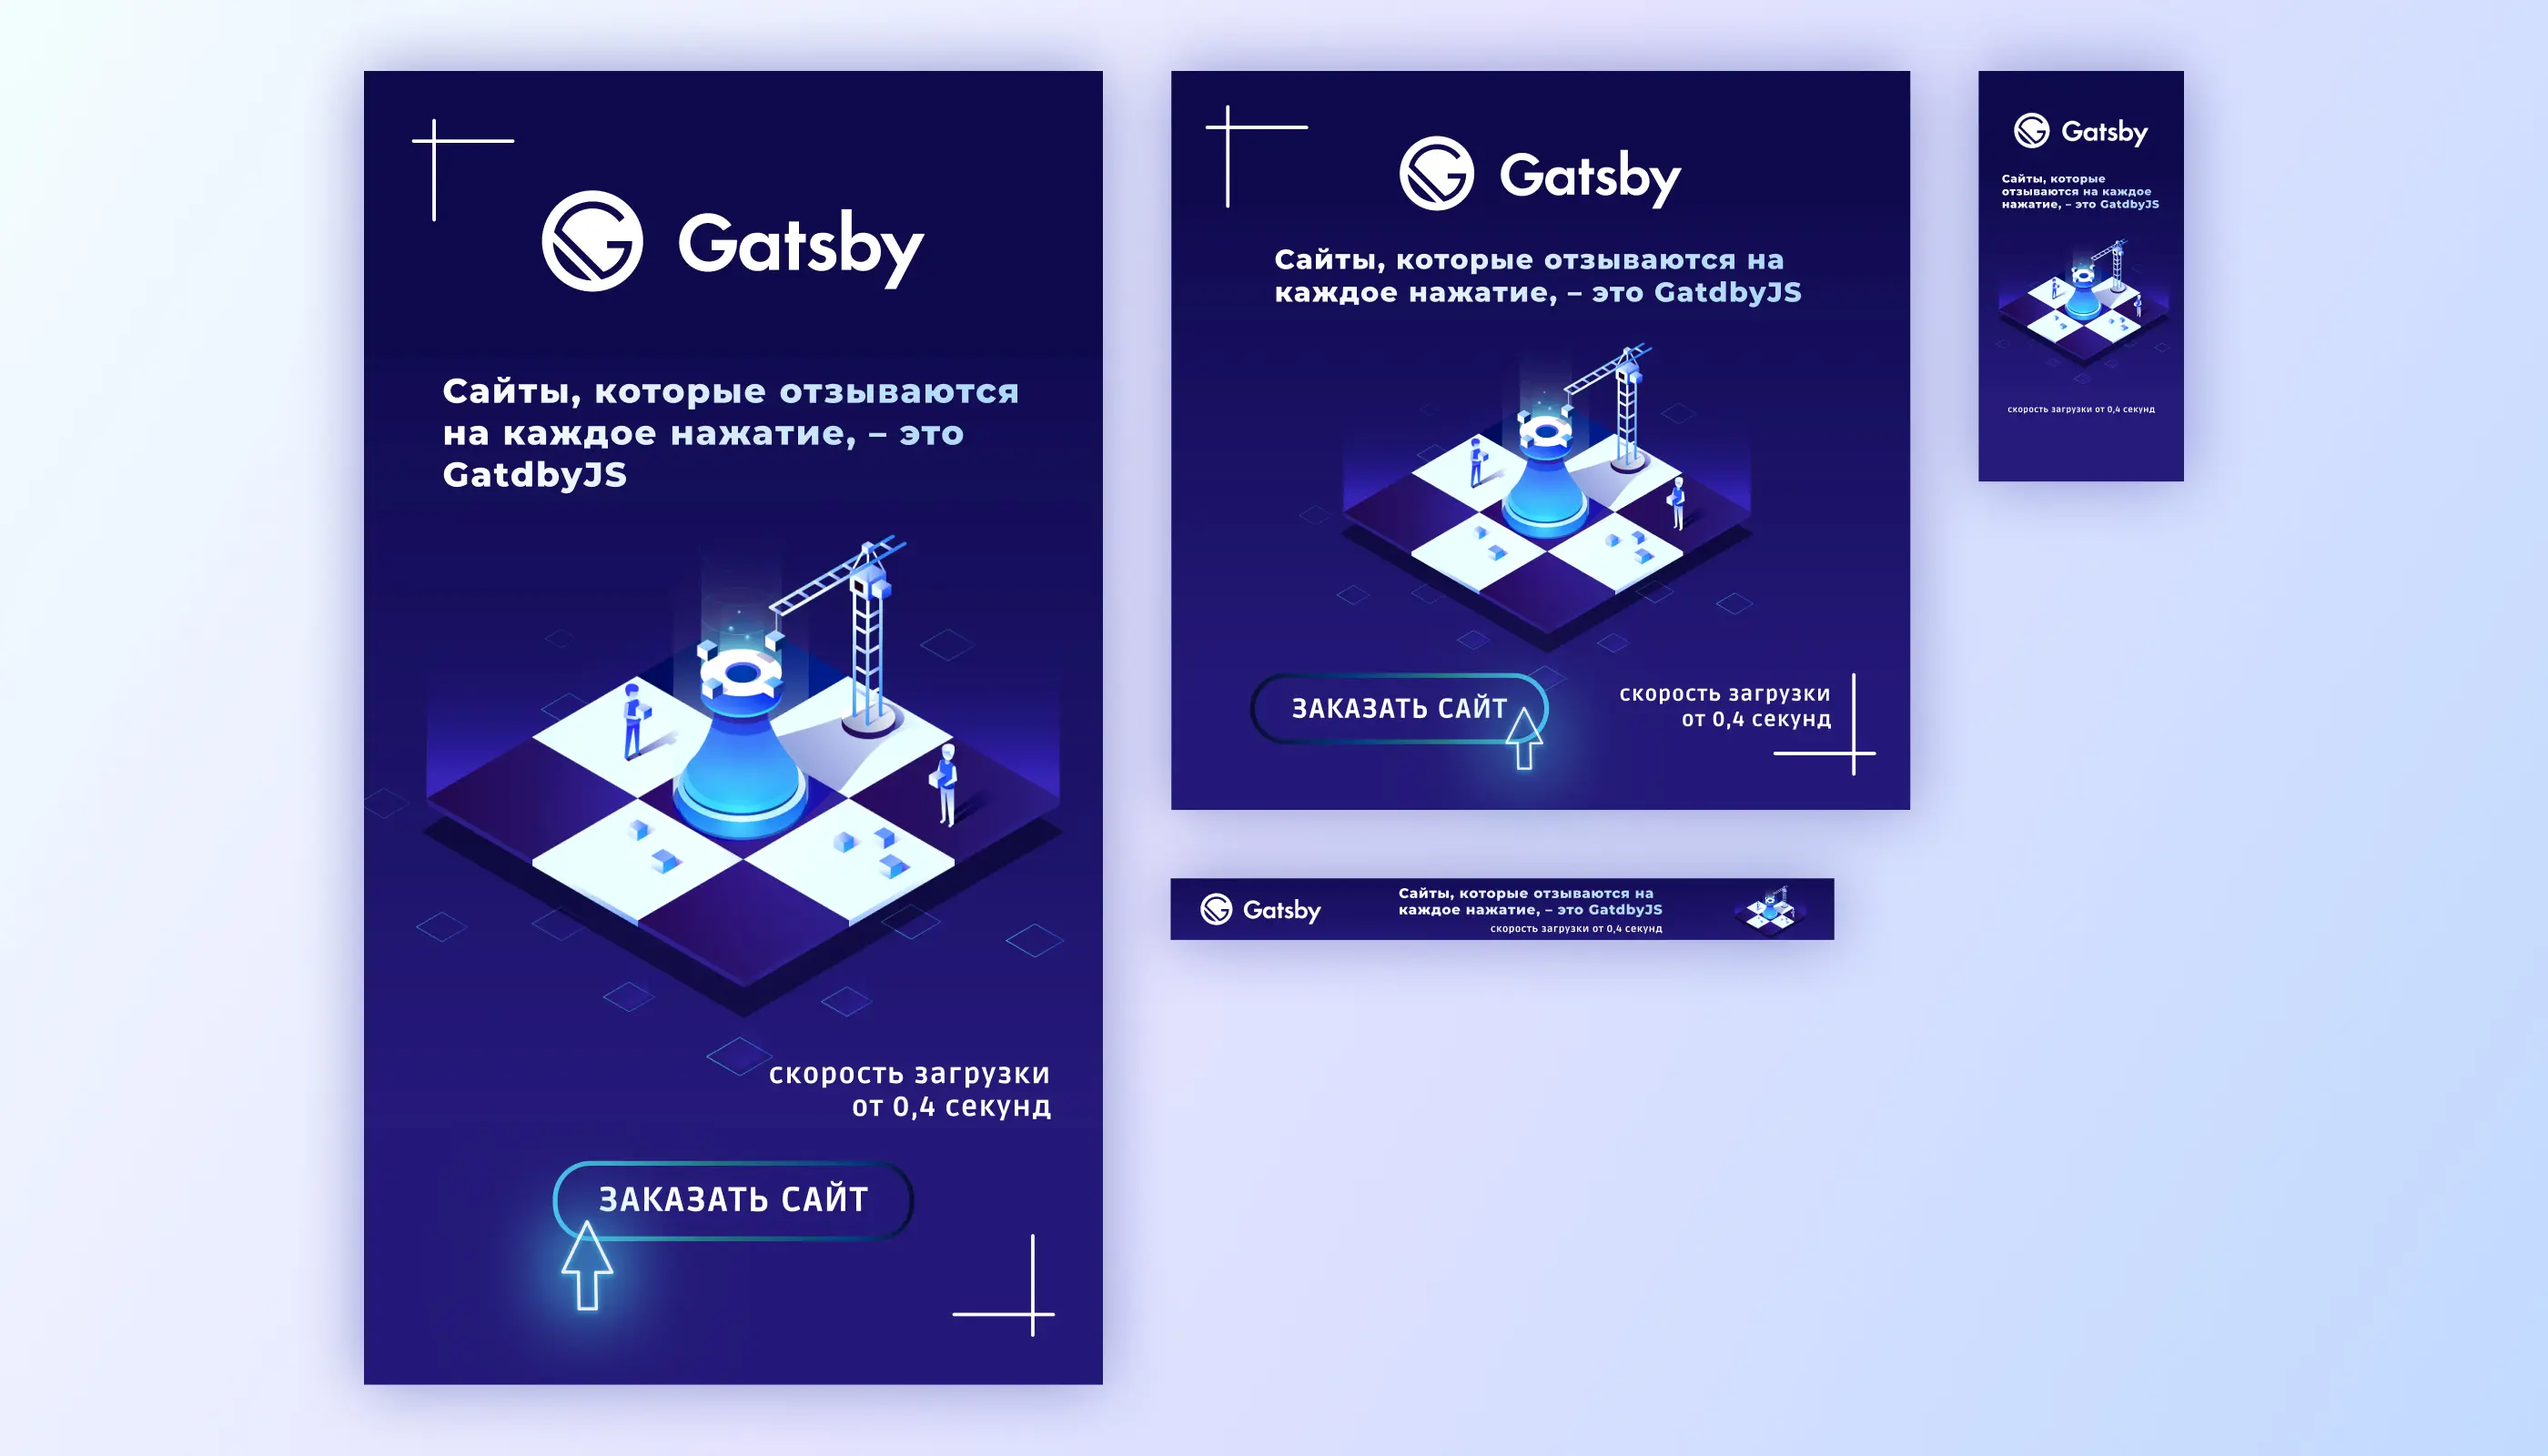 Gatsby
Сайты, которые отзываются
на каждое нажатие, – это
GatdbyJS
скорость загрузки
от 0,4 секунд
ЗАКАЗАТЬ САЙТ
Gatsby
Сайты, которые отзываются на
каждое нажатие, – это GatdbyJS
ЗАКАЗАТЬ САЙТ
скорость загрузки
от 0,4 секунд
Gatsby
Сайты, которые
отзываются на каждое
нажатие, – это GatdbyJS
скорость загрузки от 0,4 секунд
Gatsby
Сайты, которые отзываются на
каждое нажатие, – это GatdbyJS
скорость загрузки от 0,4 секунд